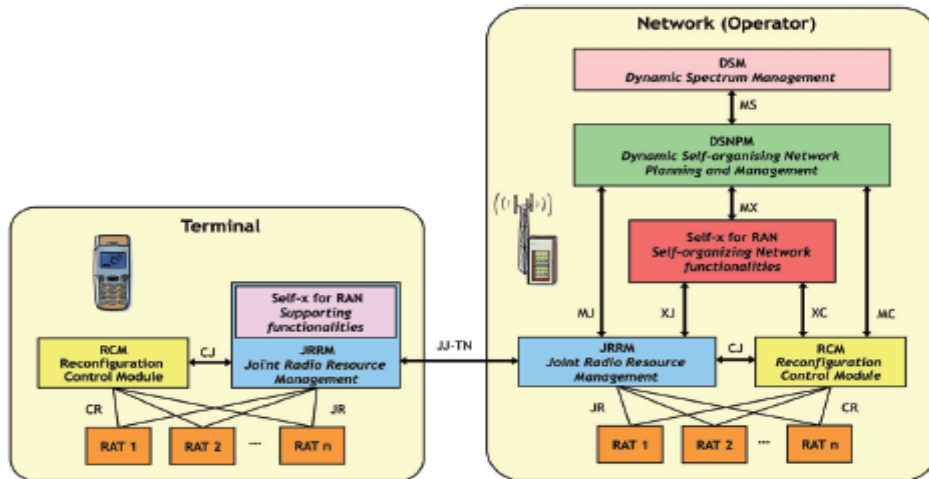 Network (Operator)
DSM
Dynamic Spectrum Management
MS
DSNPM
Dynamic Self-organising Network
Planning and Management
MX
Terminal
Self-x for RAN
Self-organizing Network
functionalities
Self-x for RAN
Supporting
functionalities
MJ
XJ
XC
MC
RCM
Reconfiguration
Control Module
CJ
JRRM
Joint Radio Resource
Management
JJ-TN
JRRM
Joint Radio Resource
Management
CJ
RCM
Reconfiguration
Control Module
CR
JR
JR
CR
RAT 1
RAT 2
...
RAT n
RAT 1
RAT 2
...
RAT n